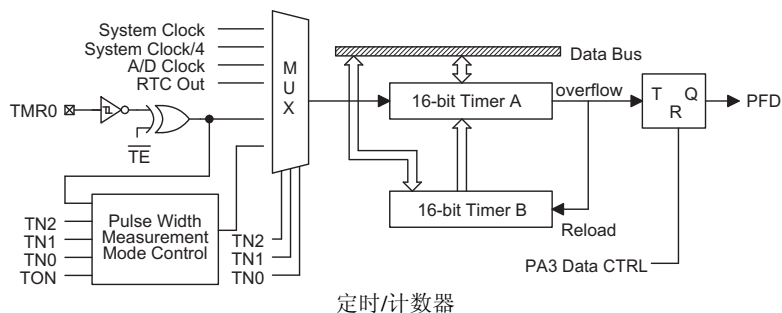 System Clock
System Clock/4
A/D Clock
RTC Out
TMR0
TE
MUX
Data Bus
16-bit Timer A
overflow
T Q
R
PFD
Pulse Width
Measurement
Mode Control
TN2
TN1
TN0
TON
TN2
TN1
TN0
16-bit Timer B
Reload
PA3 Data CTRL
定时/计数器